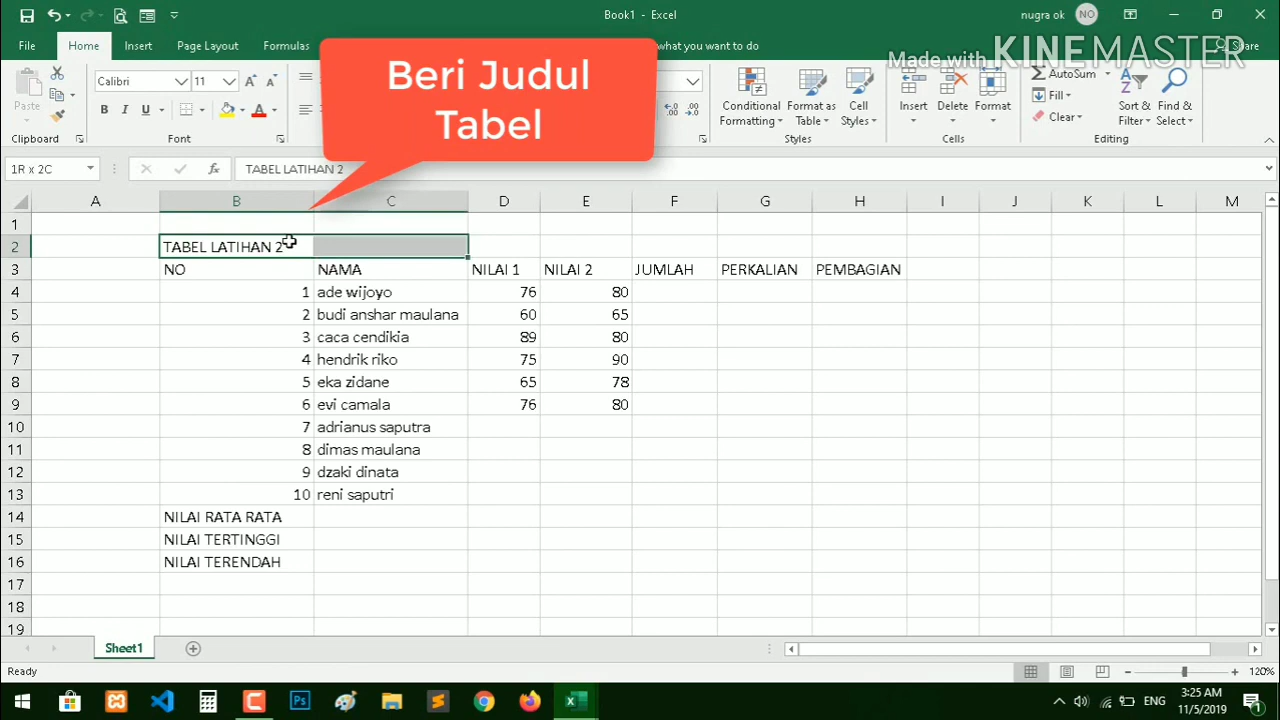 Book1 - Excel
nugra ok
NO
File
Home
Insert
Page Layout
Formulas
what you want to do
Share
Made with KINEMASTER
Beri Judul
Tabel
Paste
Calibri
11
B I U
A A
Conditional
Formatting
Format as
Table
Cell
Styles
Insert
Delete
Format
AutoSum
Fill
Clear
Sort &
Filter
Find &
Select
Clipboard
Font
Styles
Cells
Editing
1R x 2C
fx
TABEL LATIHAN 2
A B C D E F G H I J K L M
1
2 TABEL LATIHAN 2
3 NO NAMA NILAI 1 NILAI 2 JUMLAH PERKALIAN PEMBAGIAN
4 1 ade wijoyo 76 80
5 2 budi anshar maulana 60 65
6 3 caca cendikia 89 80
7 4 hendrik riko 75 90
8 5 eka zidane 65 78
9 6 evi camala 76 80
10 7 adrianus saputra
11 8 dimas maulana
12 9 dzaki dinata
13 10 reni saputri
14 NILAI RATA RATA
15 NILAI TERTINGGI
16 NILAI TERENDAH
17
18
19
Sheet1
Ready
120%
Ps
ENG
3:25 AM
11/5/2019
1